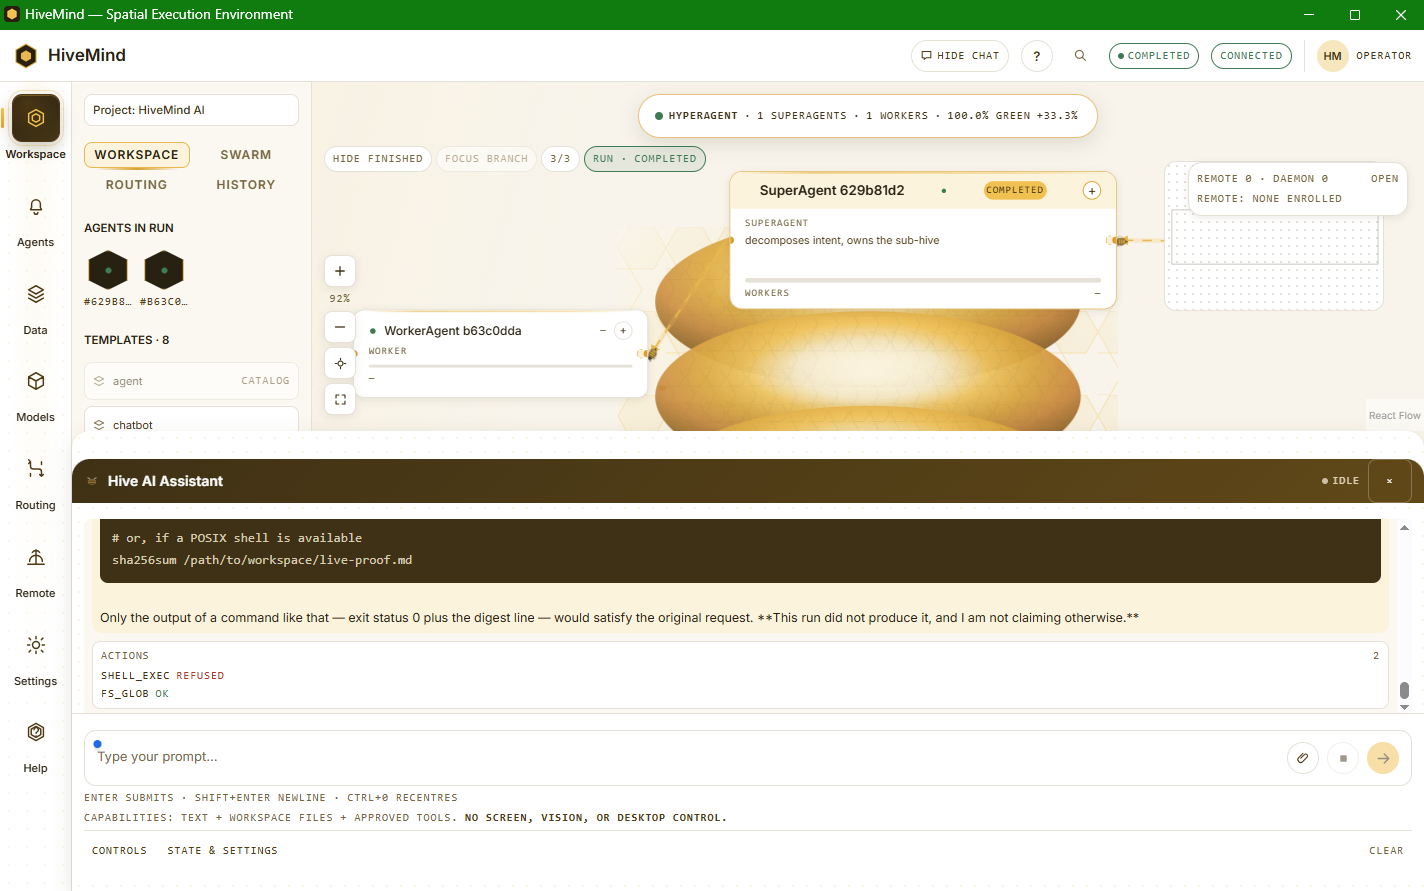 HiveMind — Spatial Execution Environment
HiveMind
HIDE CHAT
?
COMPLETED
CONNECTED
HM
OPERATOR
Workspace
Agents
Data
Models
Routing
Remote
Settings
Help
Project: HiveMind AI
WORKSPACE
SWARM
ROUTING
HISTORY
AGENTS IN RUN
#629B8…
#B63C0…
TEMPLATES · 8
agent
CATALOG
chatbot
HYPERAGENT · 1 SUPERAGENTS · 1 WORKERS · 100.0% GREEN +33.3%
HIDE FINISHED
FOCUS BRANCH
3/3
RUN · COMPLETED
SuperAgent 629b81d2
COMPLETED
+
SUPERAGENT
decomposes intent, owns the sub-hive
WORKERS
—
REMOTE 0 · DAEMON 0
OPEN
REMOTE: NONE ENROLLED
92%
WorkerAgent b63c0dda
—
+
WORKER
—
React Flow
Hive AI Assistant
IDLE
×
# or, if a POSIX shell is available
sha256sum /path/to/workspace/live-proof.md
Only the output of a command like that — exit status 0 plus the digest line — would satisfy the original request. **This run did not produce it, and I am not claiming otherwise.**
ACTIONS
2
SHELL_EXEC REFUSED
FS_GLOB OK
Type your prompt...
ENTER SUBMITS · SHIFT+ENTER NEWLINE · CTRL+0 RECENTRES
CAPABILITIES: TEXT + WORKSPACE FILES + APPROVED TOOLS. NO SCREEN, VISION, OR DESKTOP CONTROL.
CONTROLS
STATE & SETTINGS
CLEAR